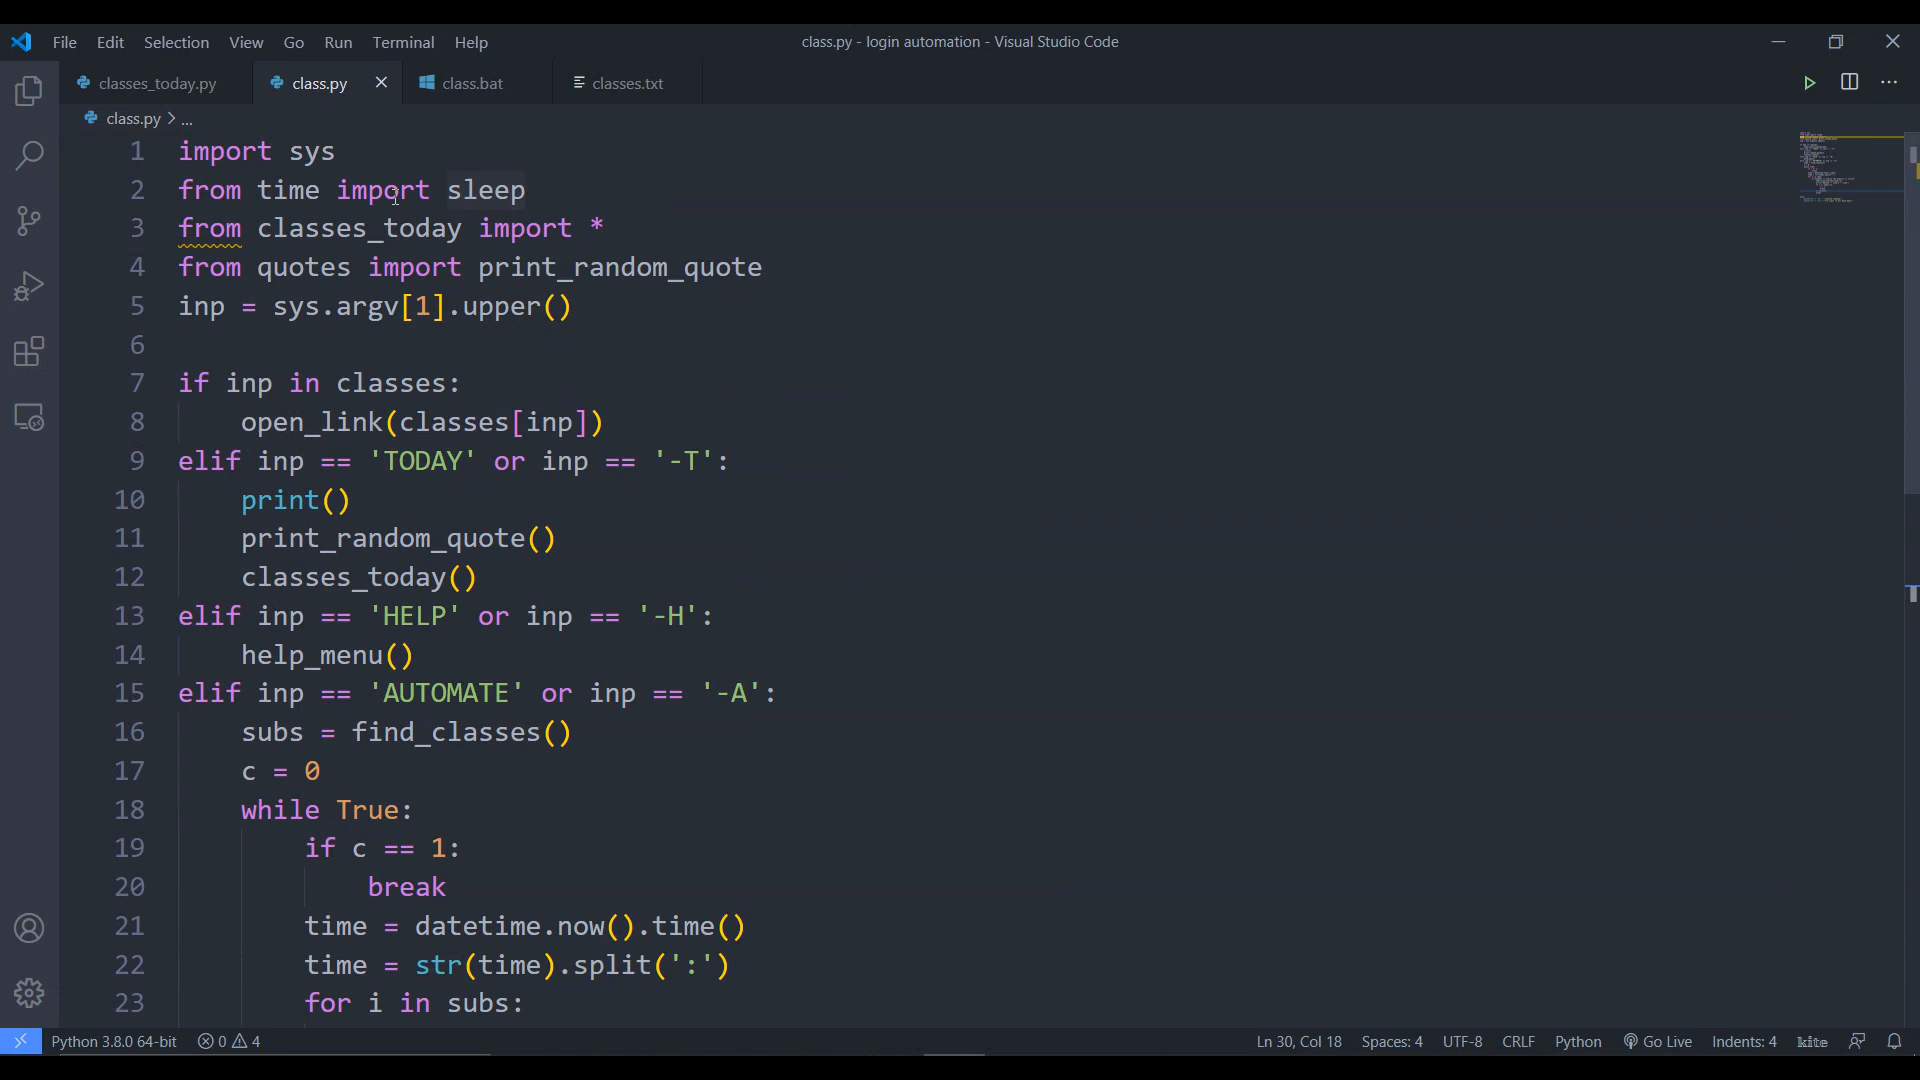 File Edit Selection View Go Run Terminal Help
class.py - login automation - Visual Studio Code
classes_today.py class.py class.bat classes.txt
class.py > ...
1 import sys
2 from time import sleep
3 from classes_today import *
4 from quotes import print_random_quote
5 inp = sys.argv[1].upper()
6
7 if inp in classes:
8     open_link(classes[inp])
9 elif inp == 'TODAY' or inp == '-T':
10     print()
11     print_random_quote()
12     classes_today()
13 elif inp == 'HELP' or inp == '-H':
14     help_menu()
15 elif inp == 'AUTOMATE' or inp == '-A':
16     subs = find_classes()
17     c = 0
18     while True:
19         if c == 1:
20             break
21         time = datetime.now().time()
22         time = str(time).split(':')
23         for i in subs:
Python 3.8.0 64-bit 0 4 Ln 30, Col 18 Spaces: 4 UTF-8 CRLF Python Go Live Indents: 4 kite